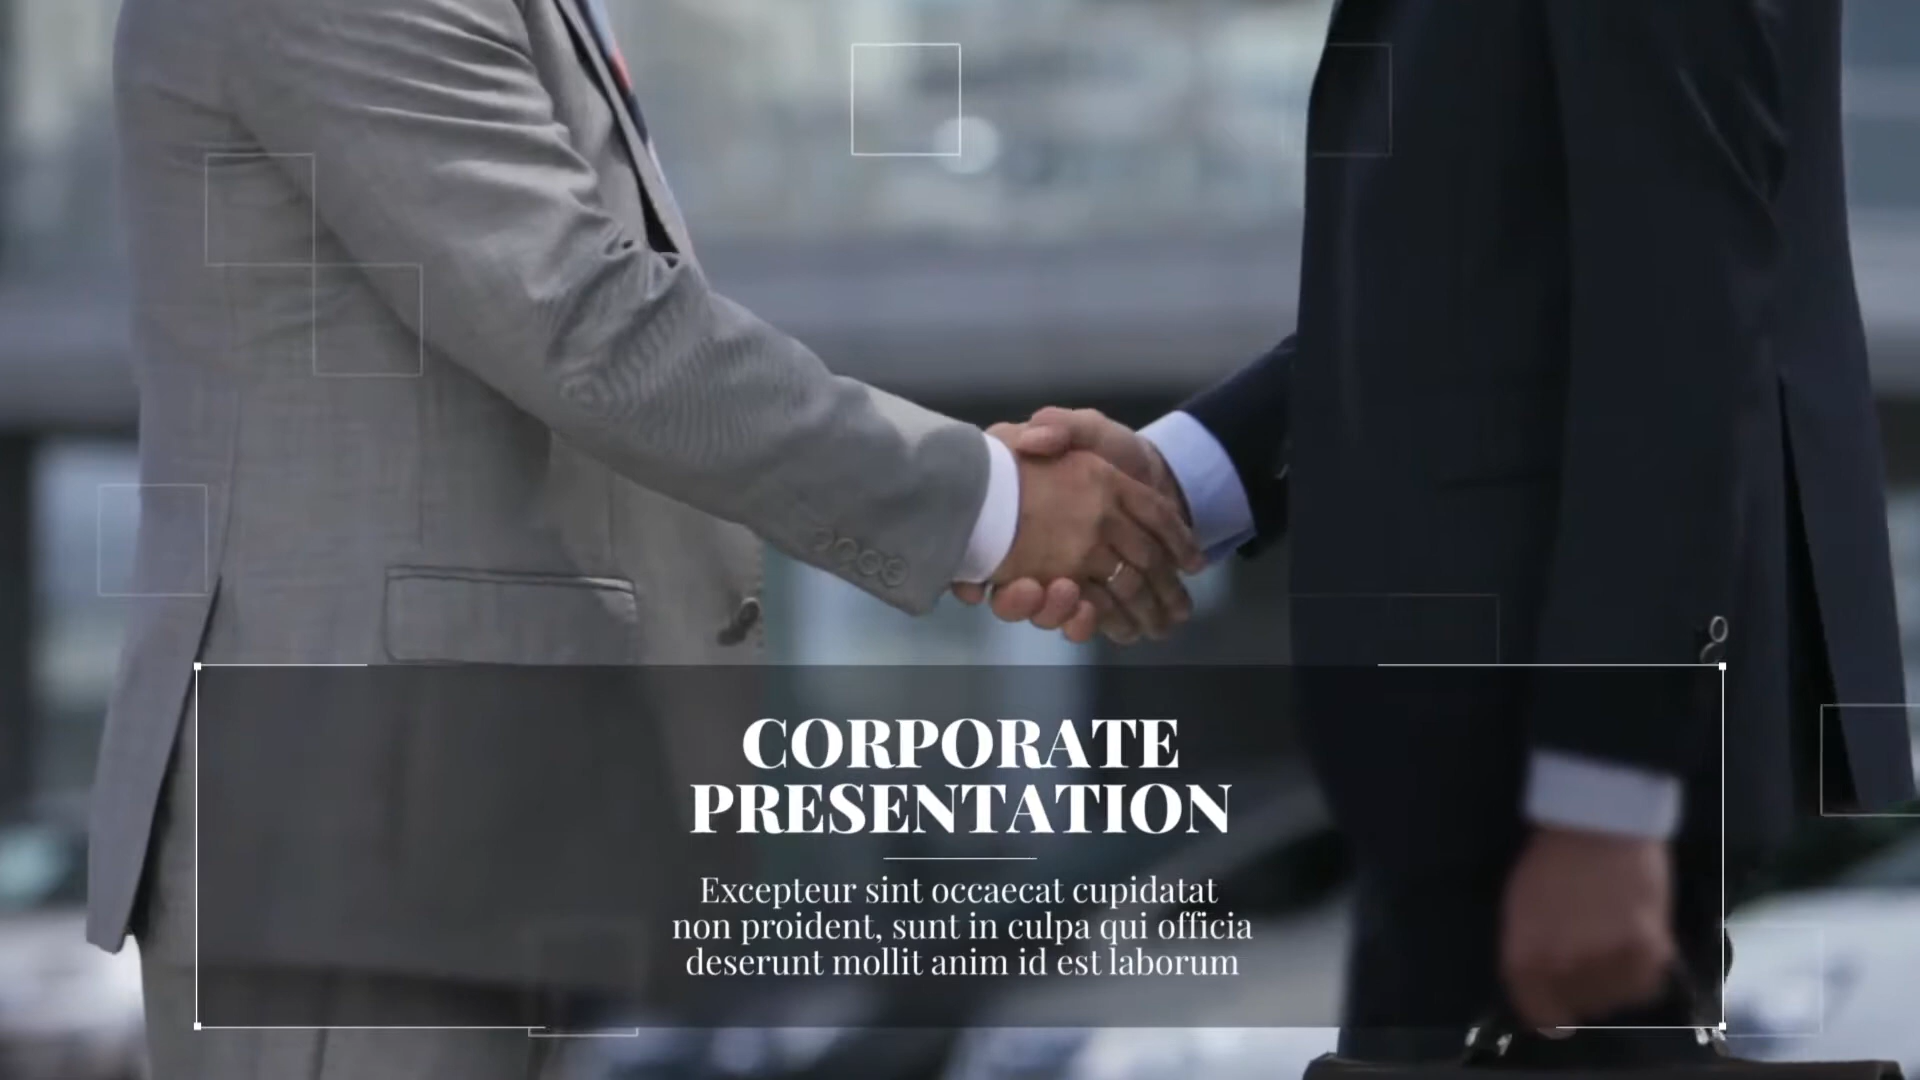 CORPORATE
PRESENTATION
Excepteur sint occaecat cupidatat
non proident, sunt in culpa qui officia
deserunt mollit anim id est laborum